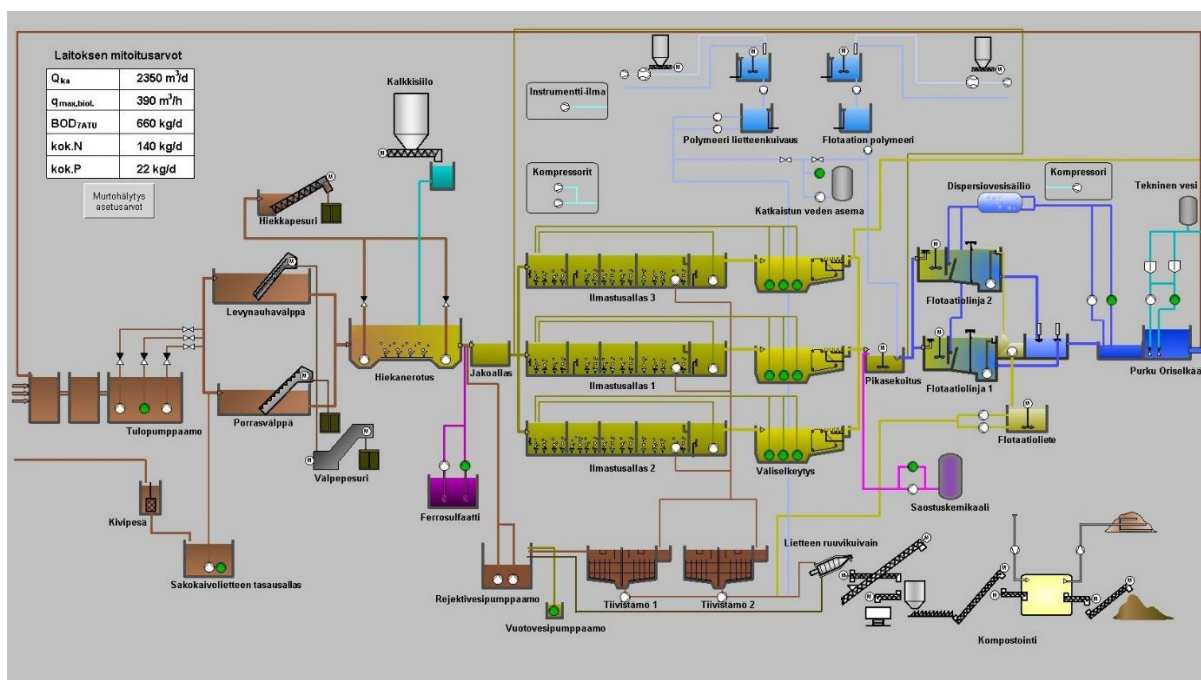 Laitoksen mitoitusarvot
Qka 2350 m³/d
qmax,biol. 390 m³/h
BOD7ATU 660 kg/d
kok.N 140 kg/d
kok.P 22 kg/d
Murtohälytys
asetusarvot
Kalkkisiilo
Hiekkapesuri
Levynauhavälppä
Porrasvälppä
Tulopumppaamo
Välpepesuri
Hiekanerotus
Jakoallas
Ferrosulfaatti
Kivipesä
Sakokaivolietteen tasausallas
Rejektivesipumppaamo
Vuotovesipumppaamo
Instrumentti-ilma
Kompressorit
Polymeeri lietteenkuivaus
Flotaation polymeeri
Katkaistun veden asema
Ilmastusallas 3
Ilmastusallas 1
Ilmastusallas 2
Väliselkeytys
Tiivistämö 1
Tiivistämö 2
Lietteen ruuvikuivain
Pikasekoitus
Dispersiovesisäiliö
Kompressori
Tekninen vesi
Flotaatiolinja 2
Flotaatiolinja 1
Purku Oriselkää
Flotaatioliete
Saostuskemikaali
Kompostointi